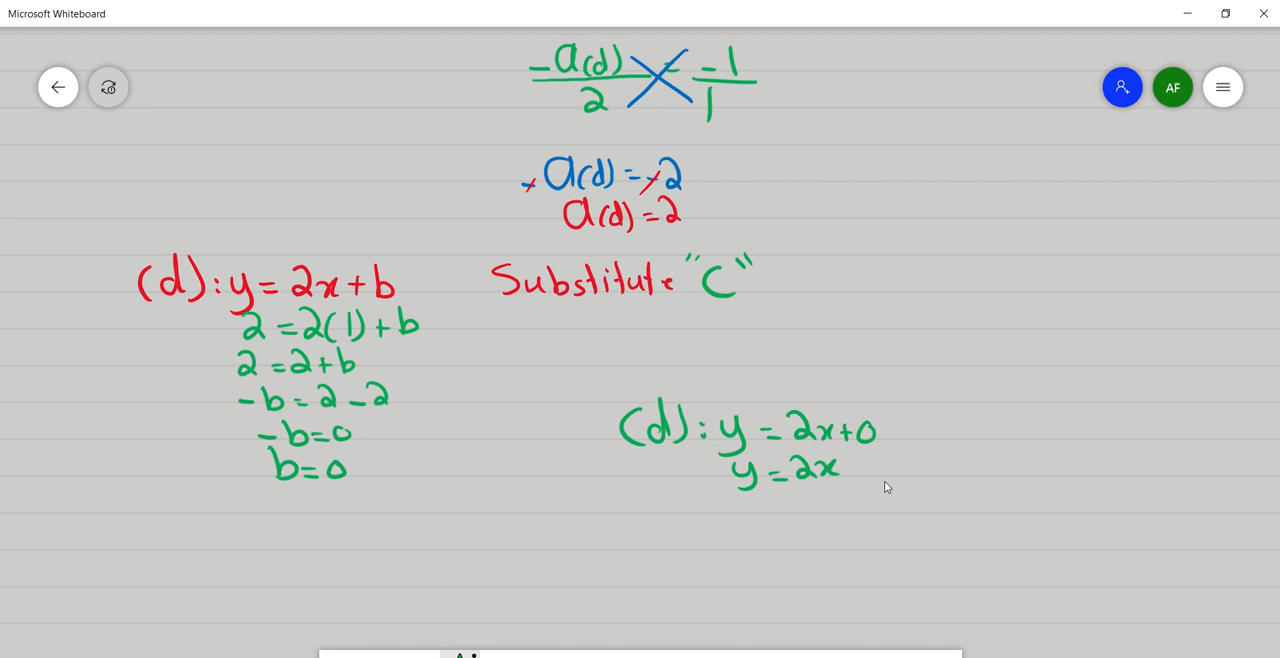 Microsoft Whiteboard
-a(d)/2 = -1/1
AF
-a(d) = -2
a(d) = 2
(d): y = 2x + b
Substitute "C"
2 = 2(1) + b
2 = 2 + b
-b = 2 - 2
-b = 0
b = 0
(d): y = 2x + 0
y = 2x